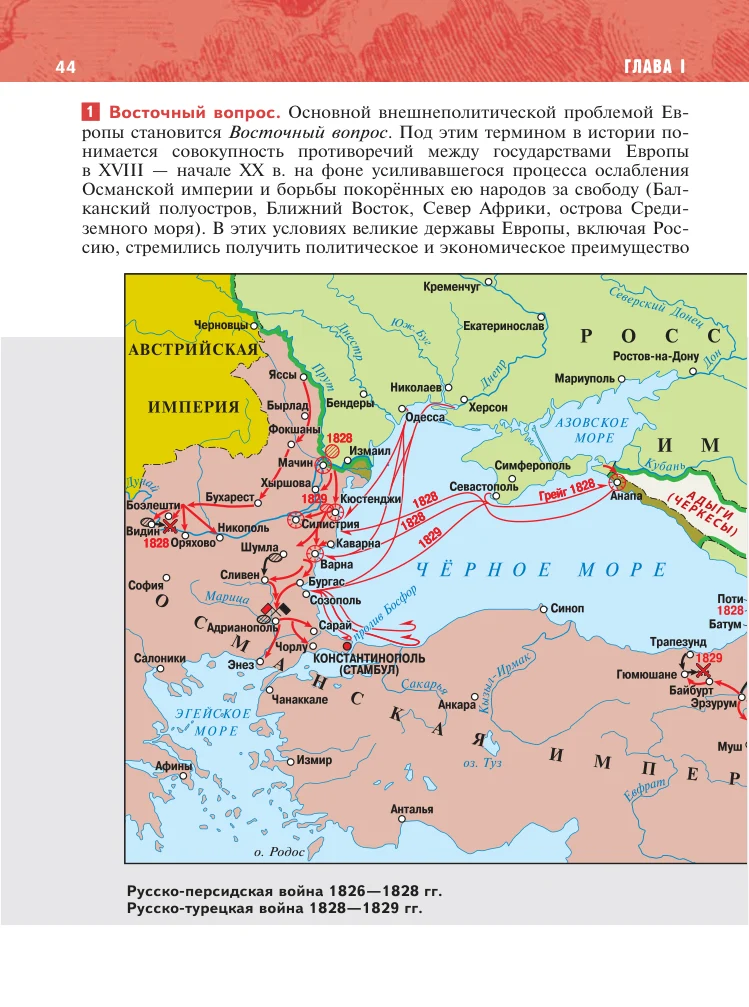 44
ГЛАВА I
1 Восточный вопрос. Основной внешнеполитической проблемой Ев-
ропы становится Восточный вопрос. Под этим термином в истории по-
нимается совокупность противоречий между государствами Европы
в XVIII — начале XX в. на фоне усиливавшегося процесса ослабления
Османской империи и борьбы покорённых ею народов за свободу (Бал-
канский полуостров, Ближний Восток, Север Африки, острова Среди-
земного моря). В этих условиях великие державы Европы, включая Рос-
сию, стремились получить политическое и экономическое преимущество
Кременчуг
Северский Донец
Черновцы
Днестр
Юж. Буг
Екатеринослав
РОСС
АВСТРИЙСКАЯ
ИМПЕРИЯ
Ростов-на-Дону
Дон
Яссы
Прут
Днепр
Мариуполь
Николаев
Бендеры
Херсон
Одесса
Бырлад
Фокшаны
АЗОВСКОЕ
МОРЕ
1828
Измаил
ИМ
Мачин
Симферополь
Кубань
Дунай
Хыршова
Севастополь
Грейг 1828
Анапа
АДЫГИ
(ЧЕРКЕСЫ)
Бухарест
1829
Кюстенджи
1828
1828
1829
Боэлешти
Видин
1828
Оряхово
Никополь
Силистрия
Каварна
Шумла
Варна
ЧЁРНОЕ МОРЕ
София
Сливен
Бургас
Созополь
Марица
пролив Босфор
Синоп
Поти
1828
Батум
Адрианополь
Сарай
Чорлу
Трапезунд
1829
Салоники
Энез
КОНСТАНТИНОПОЛЬ
(СТАМБУЛ)
Гюмюшане
Байбурт
Эрзурум
Чанаккале
Сакарья
Анкара
Кызыл-Ирмак
ЭГЕЙСКОЕ
МОРЕ
ОСМАНСКАЯ ИМПЕР
Муш
Афины
Измир
оз. Туз
Евфрат
Анталья
о. Родос
Русско-персидская война 1826—1828 гг.
Русско-турецкая война 1828—1829 гг.